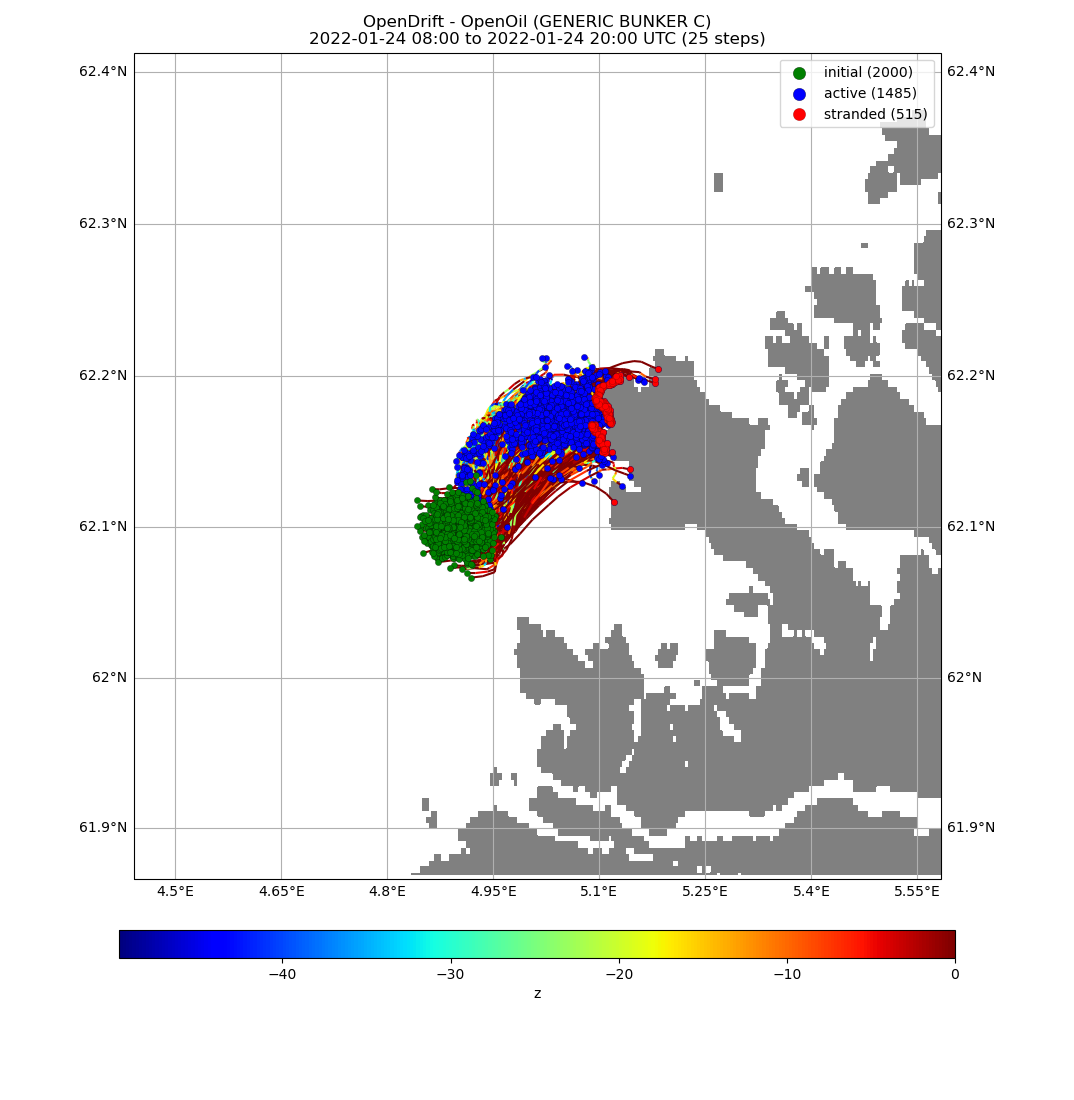 OpenDrift - OpenOil (GENERIC BUNKER C)
2022-01-24 08:00 to 2022-01-24 20:00 UTC (25 steps)
initial (2000)
active (1485)
stranded (515)
62.4°N 62.4°N
62.3°N 62.3°N
62.2°N 62.2°N
62.1°N 62.1°N
62°N 62°N
61.9°N 61.9°N
4.5°E 4.65°E 4.8°E 4.95°E 5.1°E 5.25°E 5.4°E 5.55°E
−40 −30 −20 −10 0
z